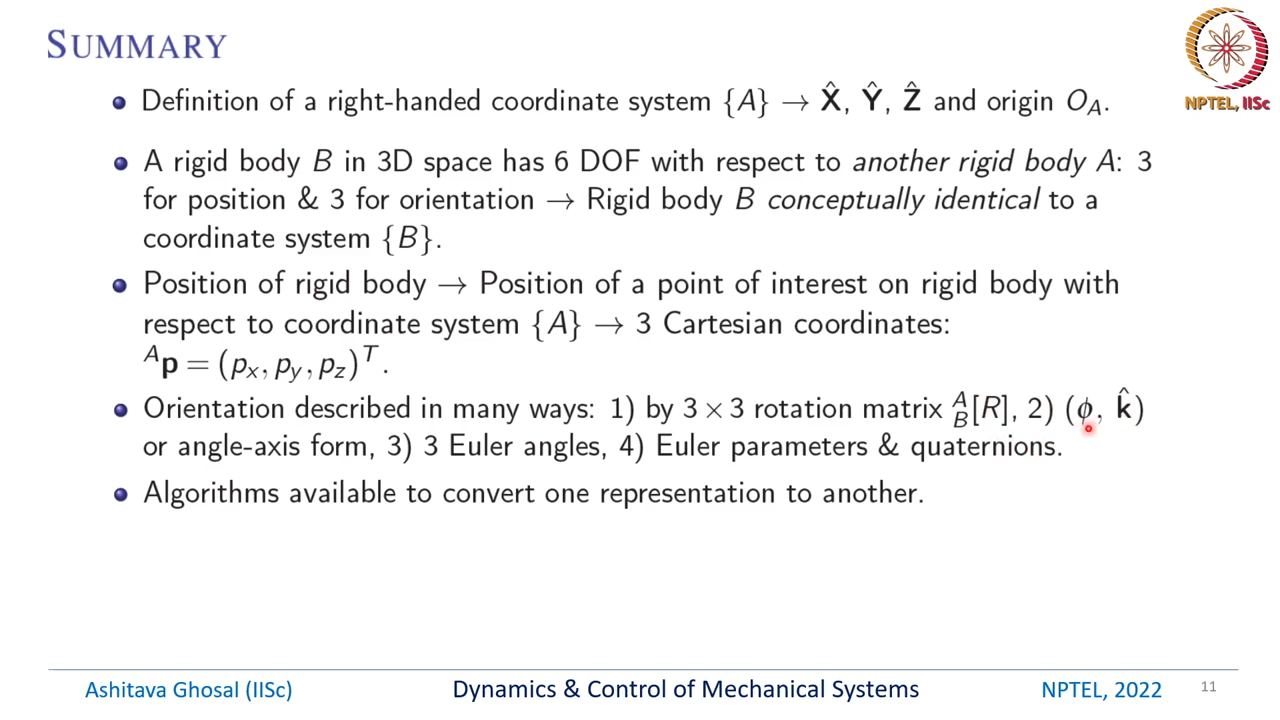 SUMMARY
NPTEL, IISc
Definition of a right-handed coordinate system {A} → X̂, Ŷ, Ẑ and origin O_A.
A rigid body B in 3D space has 6 DOF with respect to another rigid body A: 3
for position & 3 for orientation → Rigid body B conceptually identical to a
coordinate system {B}.
Position of rigid body → Position of a point of interest on rigid body with
respect to coordinate system {A} → 3 Cartesian coordinates:
ᴬp = (p_x, p_y, p_z)ᵀ.
Orientation described in many ways: 1) by 3 × 3 rotation matrix ᴬ_B[R], 2) (ϕ, k̂)
or angle-axis form, 3) 3 Euler angles, 4) Euler parameters & quaternions.
Algorithms available to convert one representation to another.
Ashitava Ghosal (IISc) Dynamics & Control of Mechanical Systems NPTEL, 2022 11